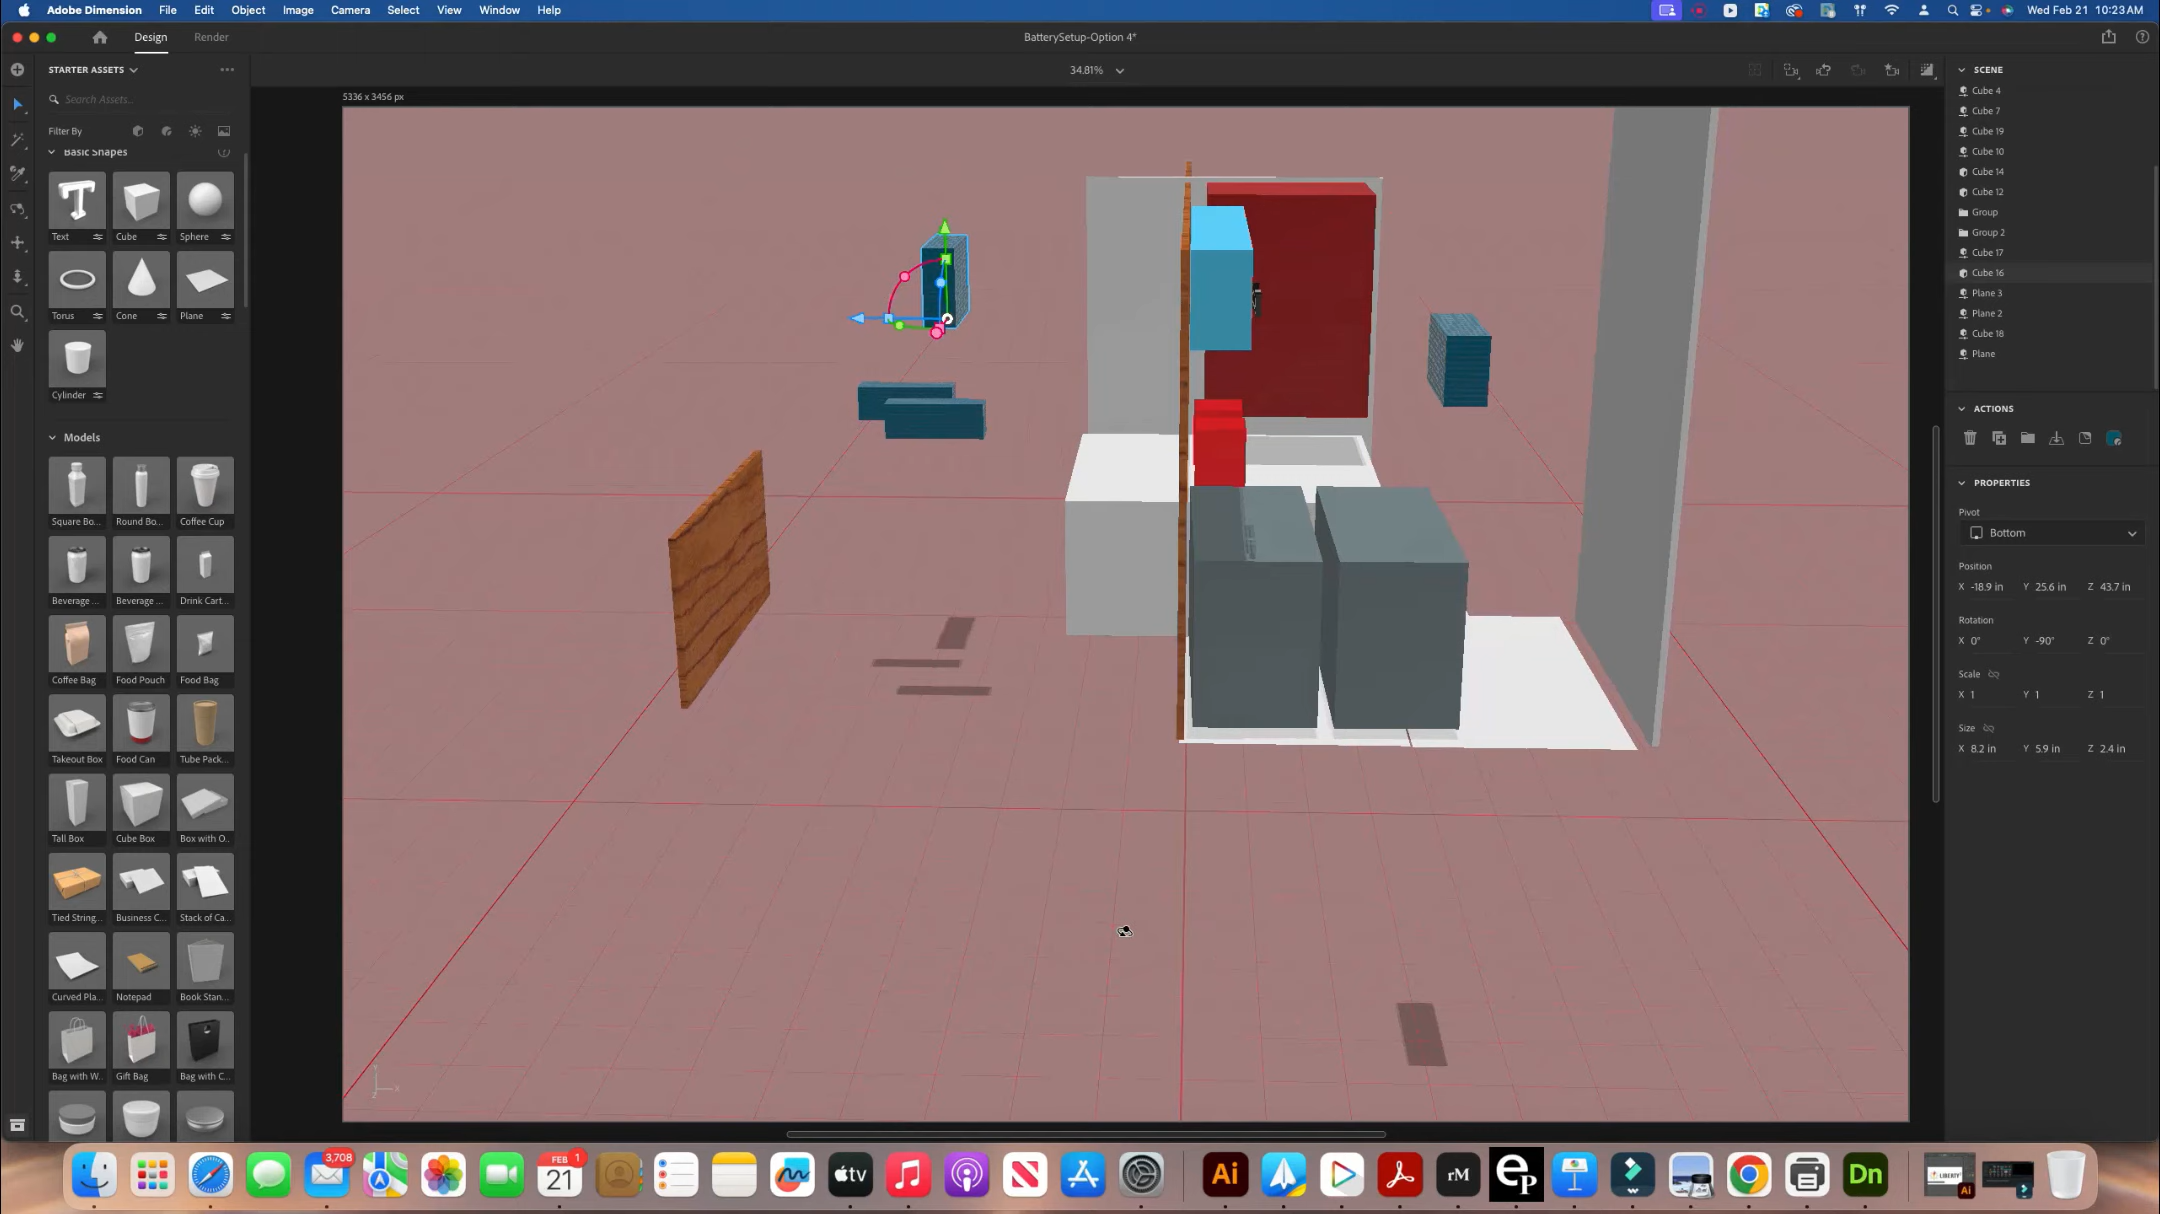 Adobe Dimension File Edit Object Image Camera Select View Window Help
Wed Feb 21 10:23 AM
Design Render
BatterySetup-Option 4*
STARTER ASSETS
34.81%
Search Assets...
5336 x 3456 px
Filter By
Basic Shapes
Text Cube Sphere
Torus Cone Plane
Cylinder
Models
Square Bo... Round Bo... Coffee Cup
Beverage ... Beverage ... Drink Cart...
Coffee Bag Food Pouch Food Bag
Takeout Box Food Can Tube Pack...
Tall Box Cube Box Box with O...
Tied String... Business C... Stack of Ca...
Curved Pla... Notepad Book Stan...
Bag with W... Gift Bag Bag with C...
SCENE
Cube 4
Cube 7
Cube 19
Cube 10
Cube 14
Cube 12
Group
Group 2
Cube 17
Cube 16
Plane 3
Plane 2
Cube 18
Plane
ACTIONS
PROPERTIES
Pivot
Bottom
Position
X -18.9 in Y 25.6 in Z 43.7 in
Rotation
X 0° Y -90° Z 0°
Scale
X 1 Y 1 Z 1
Size
X 8.2 in Y 5.9 in Z 2.4 in
3,708
FEB 1
21
tv
Ai
rM
ep
Dn
LIBERTY
Ai